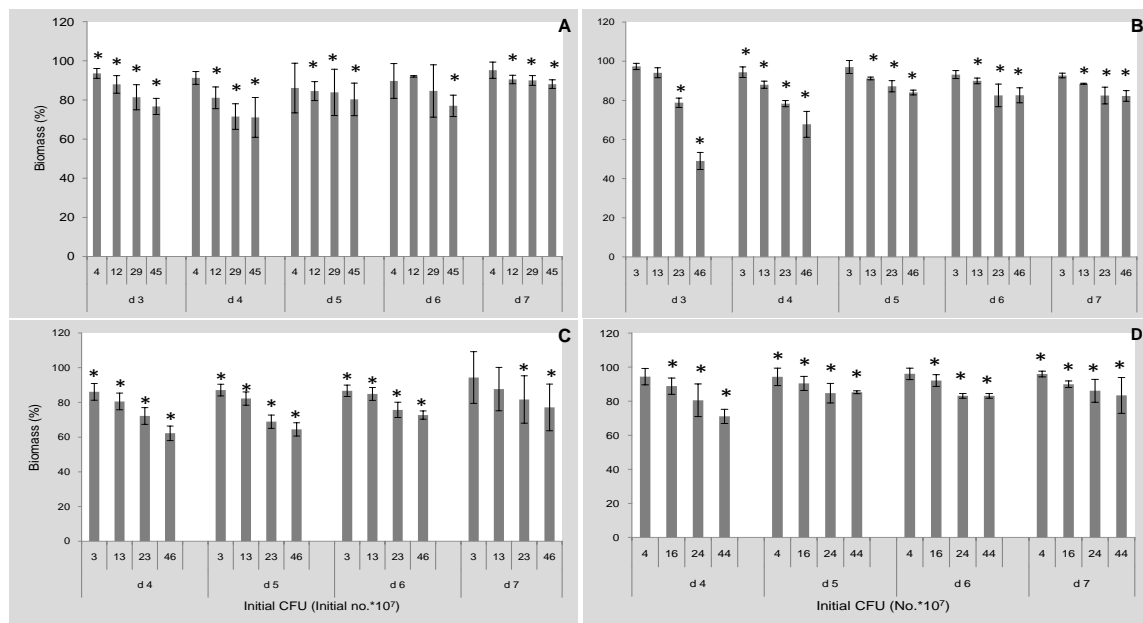 A
120
100
80
60
40
20
0
Biomass (%)
* * * * * * * * * * * * * * *
4 12 29 45 4 12 29 45 4 12 29 45 4 12 29 45 4 12 29 45
d 3 d 4 d 5 d 6 d 7
B
120
100
80
60
40
20
0
* * * * * * * * * * * * * * * *
3 13 23 46 3 13 23 46 3 13 23 46 3 13 23 46 3 13 23 46
d 3 d 4 d 5 d 6 d 7
C
120
100
80
60
40
20
0
Biomass (%)
* * * * * * * * * * * * * *
3 13 23 46 3 13 23 46 3 13 23 46 3 13 23 46
d 4 d 5 d 6 d 7
Initial CFU (Initial no.*10⁷)
D
120
100
80
60
40
20
0
* * * * * * * * * * * * *
4 16 24 44 4 16 24 44 4 16 24 44 4 16 24 44
d 4 d 5 d 6 d 7
Initial CFU (No.*10⁷)